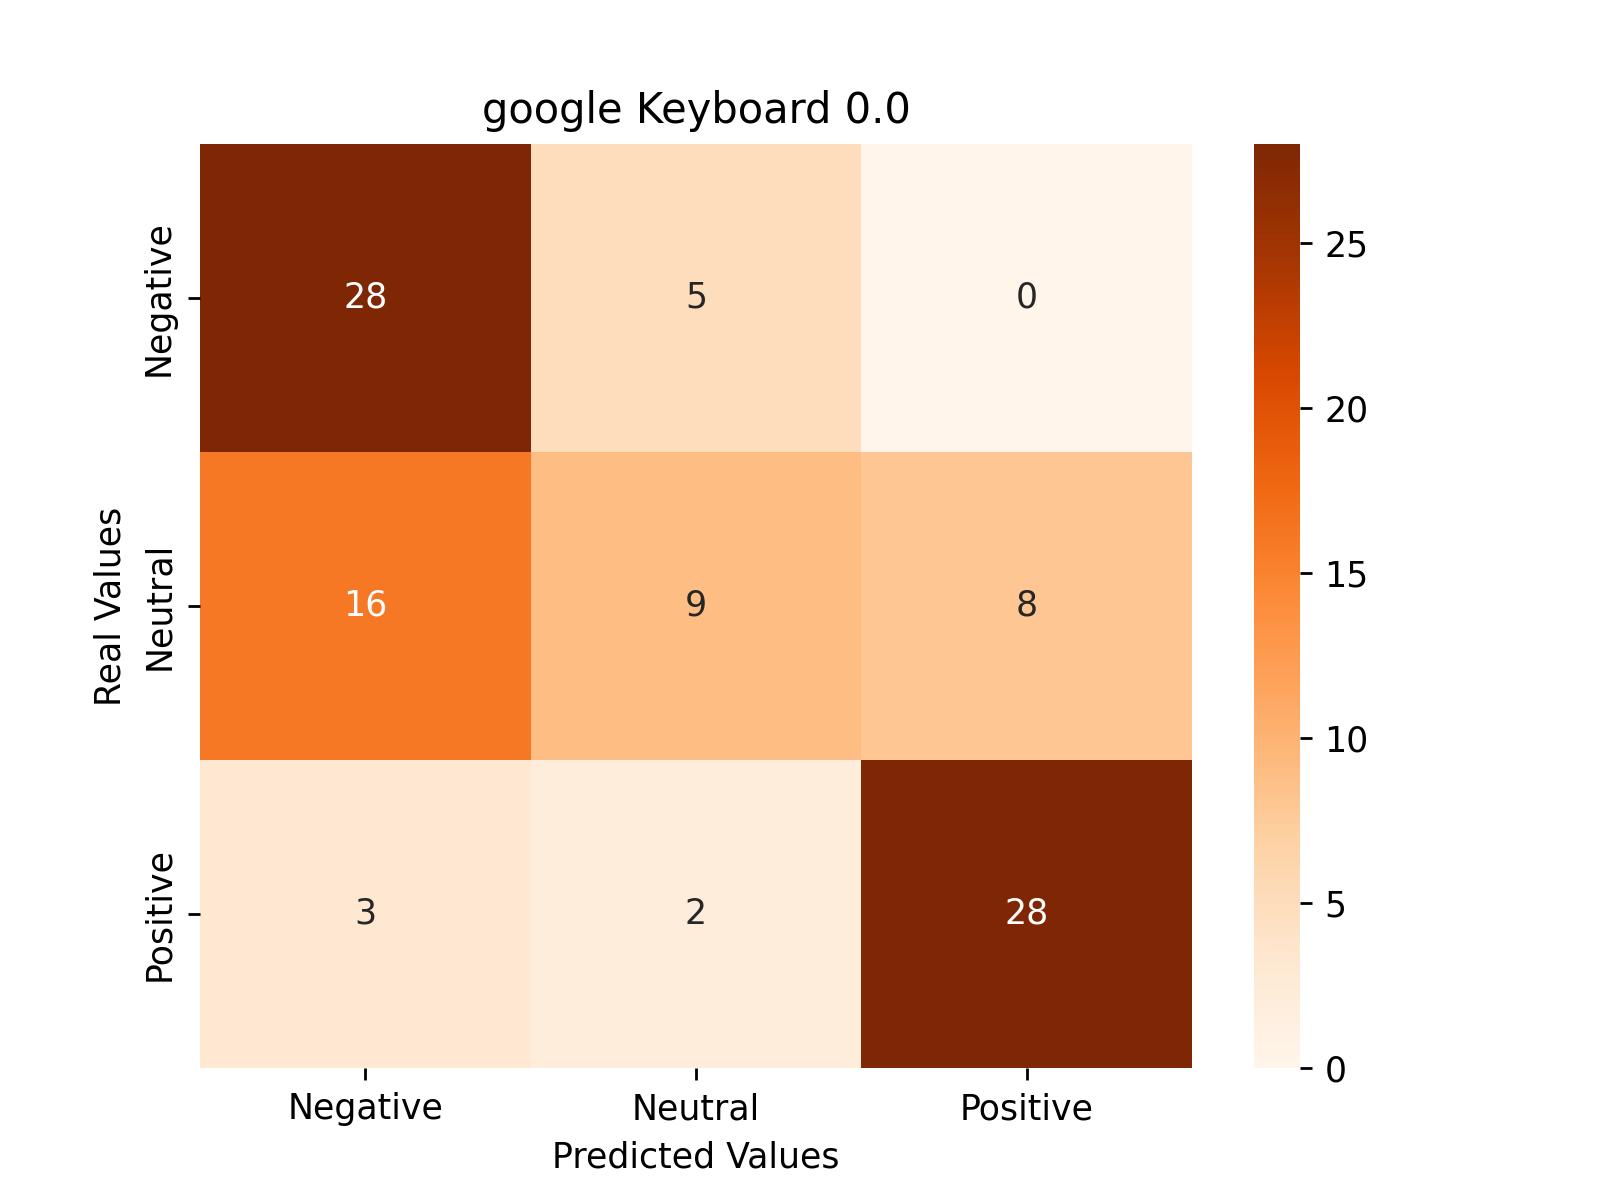 google Keyboard 0.0
Real Values
Negative
28 5 0
Neutral
16 9 8
Positive
3 2 28
Negative Neutral Positive
Predicted Values
25
20
15
10
5
0